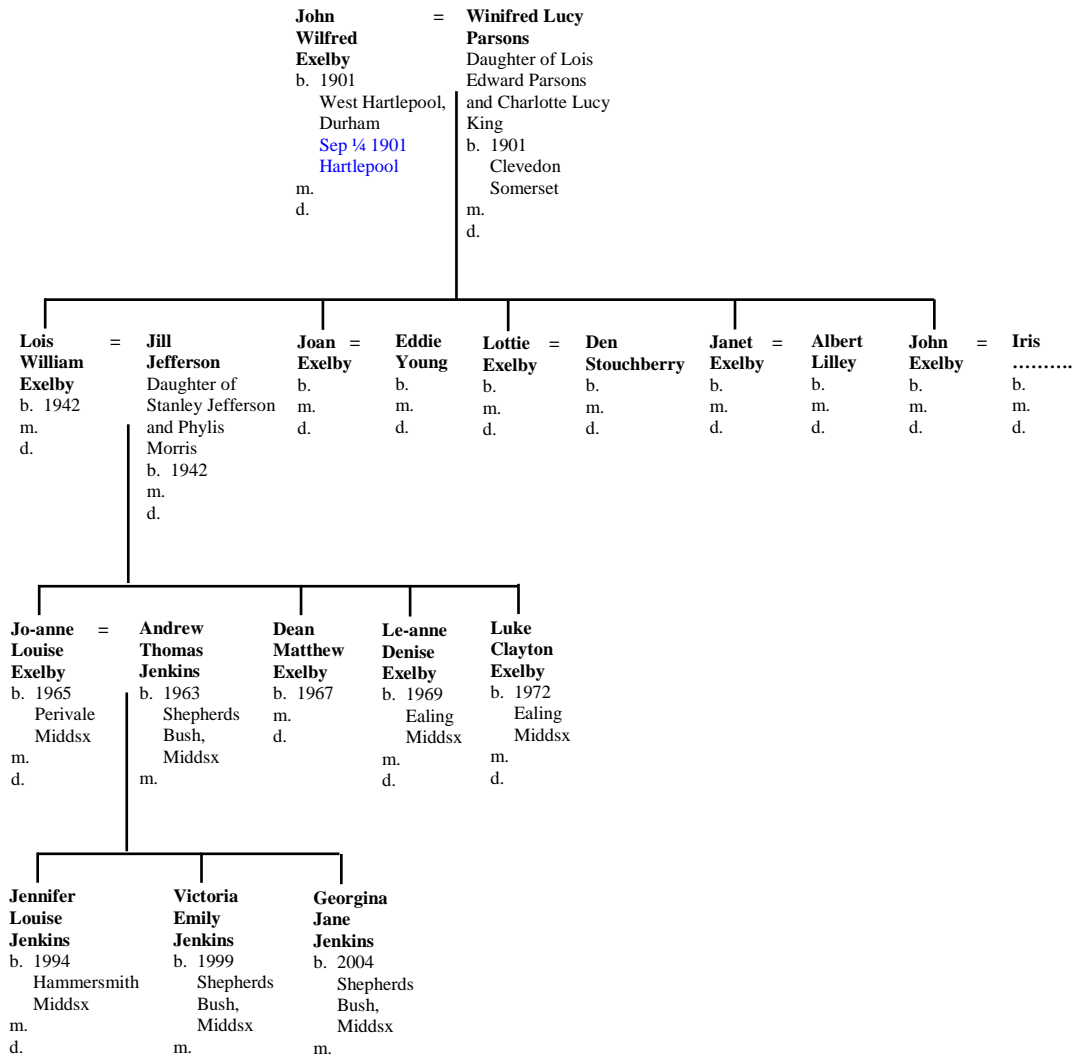 John
Wilfred
Exelby
b. 1901
West Hartlepool,
Durham
Sep ¼ 1901
Hartlepool
m.
d.
=
Winifred Lucy
Parsons
Daughter of Lois
Edward Parsons
and Charlotte Lucy
King
b. 1901
Clevedon
Somerset
m.
d.
Lois
William
Exelby
b. 1942
m.
d.
=
Jill
Jefferson
Daughter of
Stanley Jefferson
and Phylis
Morris
b. 1942
m.
d.
Joan
Exelby
b.
m.
d.
=
Eddie
Young
b.
m.
d.
Lottie
Exelby
b.
m.
d.
=
Den
Stouchberry
b.
m.
d.
Janet
Exelby
b.
m.
d.
=
Albert
Lilley
b.
m.
d.
John
Exelby
b.
m.
d.
=
Iris
……….
b.
m.
d.
Jo-anne
Louise
Exelby
b. 1965
Perivale
Middsx
m.
d.
=
Andrew
Thomas
Jenkins
b. 1963
Shepherds
Bush,
Middsx
m.
Dean
Matthew
Exelby
b. 1967
m.
d.
Le-anne
Denise
Exelby
b. 1969
Ealing
Middsx
m.
d.
Luke
Clayton
Exelby
b. 1972
Ealing
Middsx
m.
d.
Jennifer
Louise
Jenkins
b. 1994
Hammersmith
Middsx
m.
d.
Victoria
Emily
Jenkins
b. 1999
Shepherds
Bush,
Middsx
m.
Georgina
Jane
Jenkins
b. 2004
Shepherds
Bush,
Middsx
m.